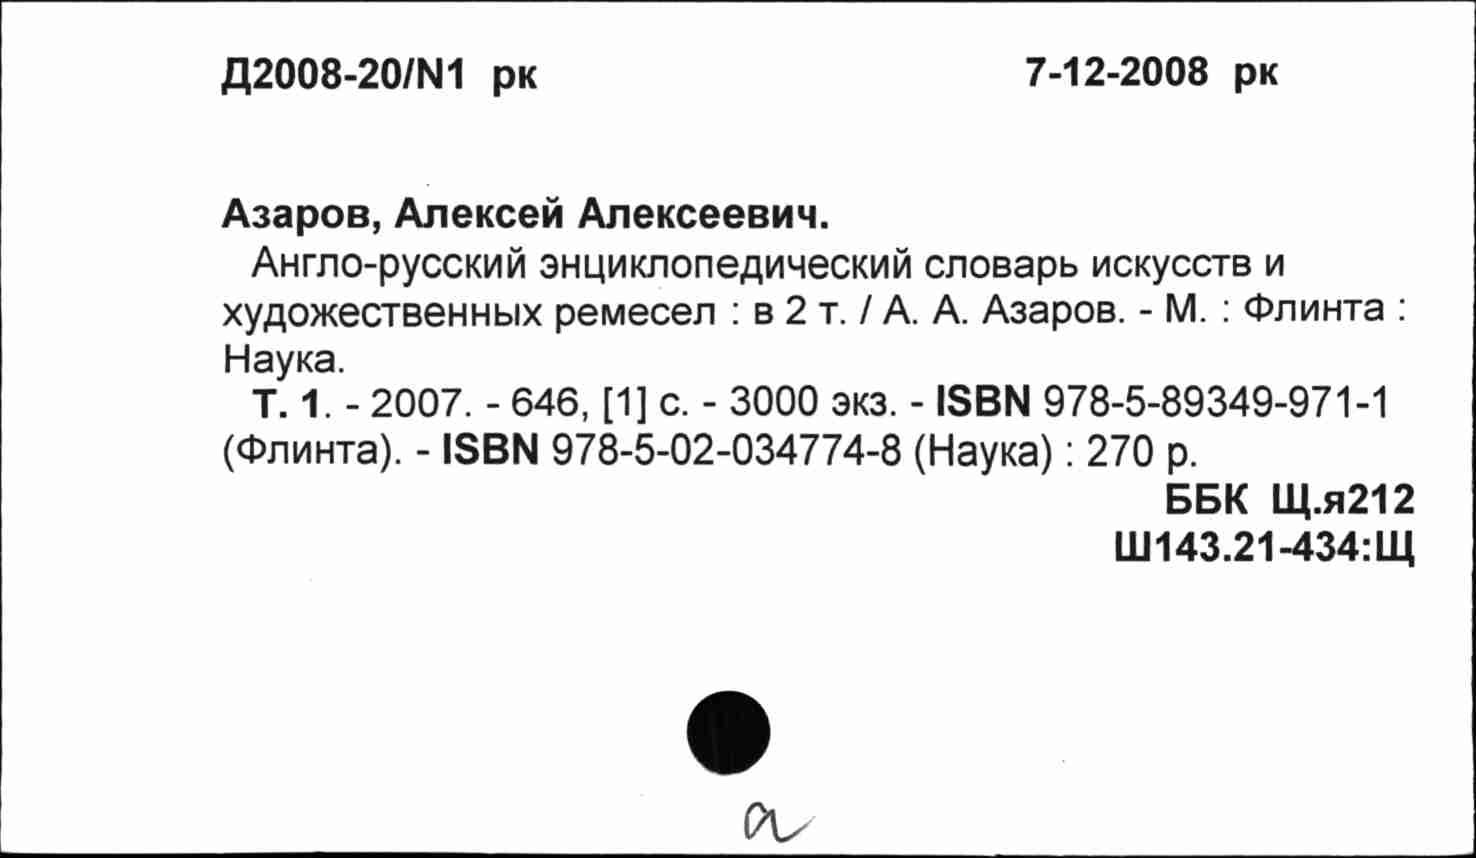 Д2008-20/N1 рк 7-12-2008 рк
Азаров, Алексей Алексеевич.
Англо-русский энциклопедический словарь искусств и
художественных ремесел : в 2 т. / А. А. Азаров. - М. : Флинта :
Наука.
Т. 1. - 2007. - 646, [1] с. - 3000 экз. - ISBN 978-5-89349-971-1
(Флинта). - ISBN 978-5-02-034774-8 (Наука) : 270 р.
ББК Щ.я212
Ш143.21-434:Щ
а